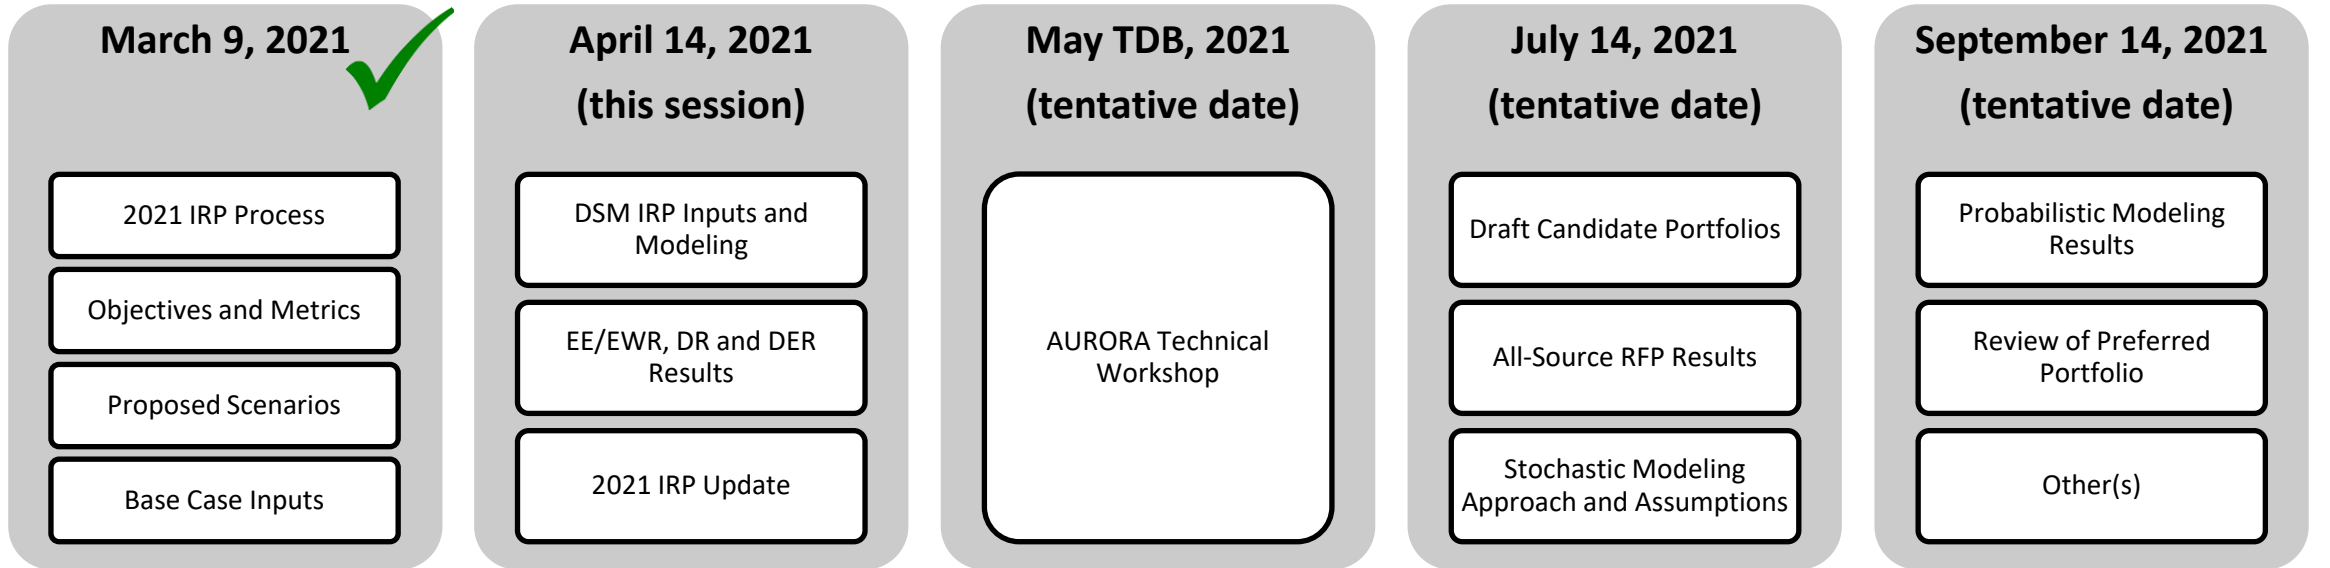 March 9, 2021
2021 IRP Process
Objectives and Metrics
Proposed Scenarios
Base Case Inputs
April 14, 2021
(this session)
DSM IRP Inputs and
Modeling
EE/EWR, DR and DER
Results
2021 IRP Update
May TDB, 2021
(tentative date)
AURORA Technical
Workshop
July 14, 2021
(tentative date)
Draft Candidate Portfolios
All-Source RFP Results
Stochastic Modeling
Approach and Assumptions
September 14, 2021
(tentative date)
Probabilistic Modeling
Results
Review of Preferred
Portfolio
Other(s)